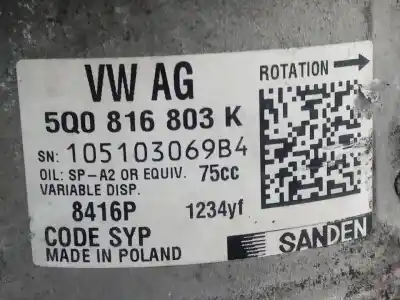 VW AG
ROTATION
5Q0 816 803 K
SN: 105103069B4
OIL: SP-A2 OR EQUIV. 75cc
VARIABLE DISP.
8416P 1234yf
CODE SYP
MADE IN POLAND
SANDEN